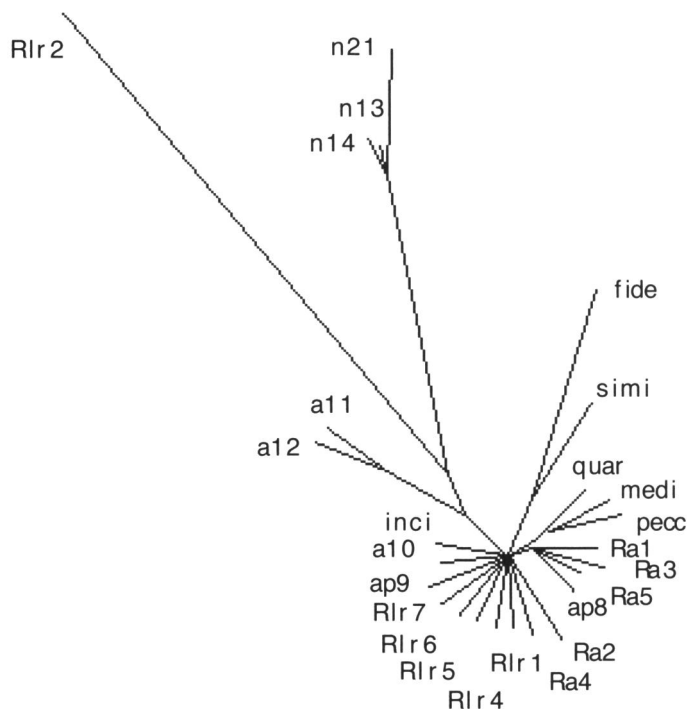 Rlr2
n21
n13
n14
fide
simi
a11
a12
quar
medi
pecc
inci
a10
Ra1
Ra3
ap9
Ra5
ap8
Rlr7
Rlr6
Rlr1
Ra2
Rlr5
Ra4
Rlr4